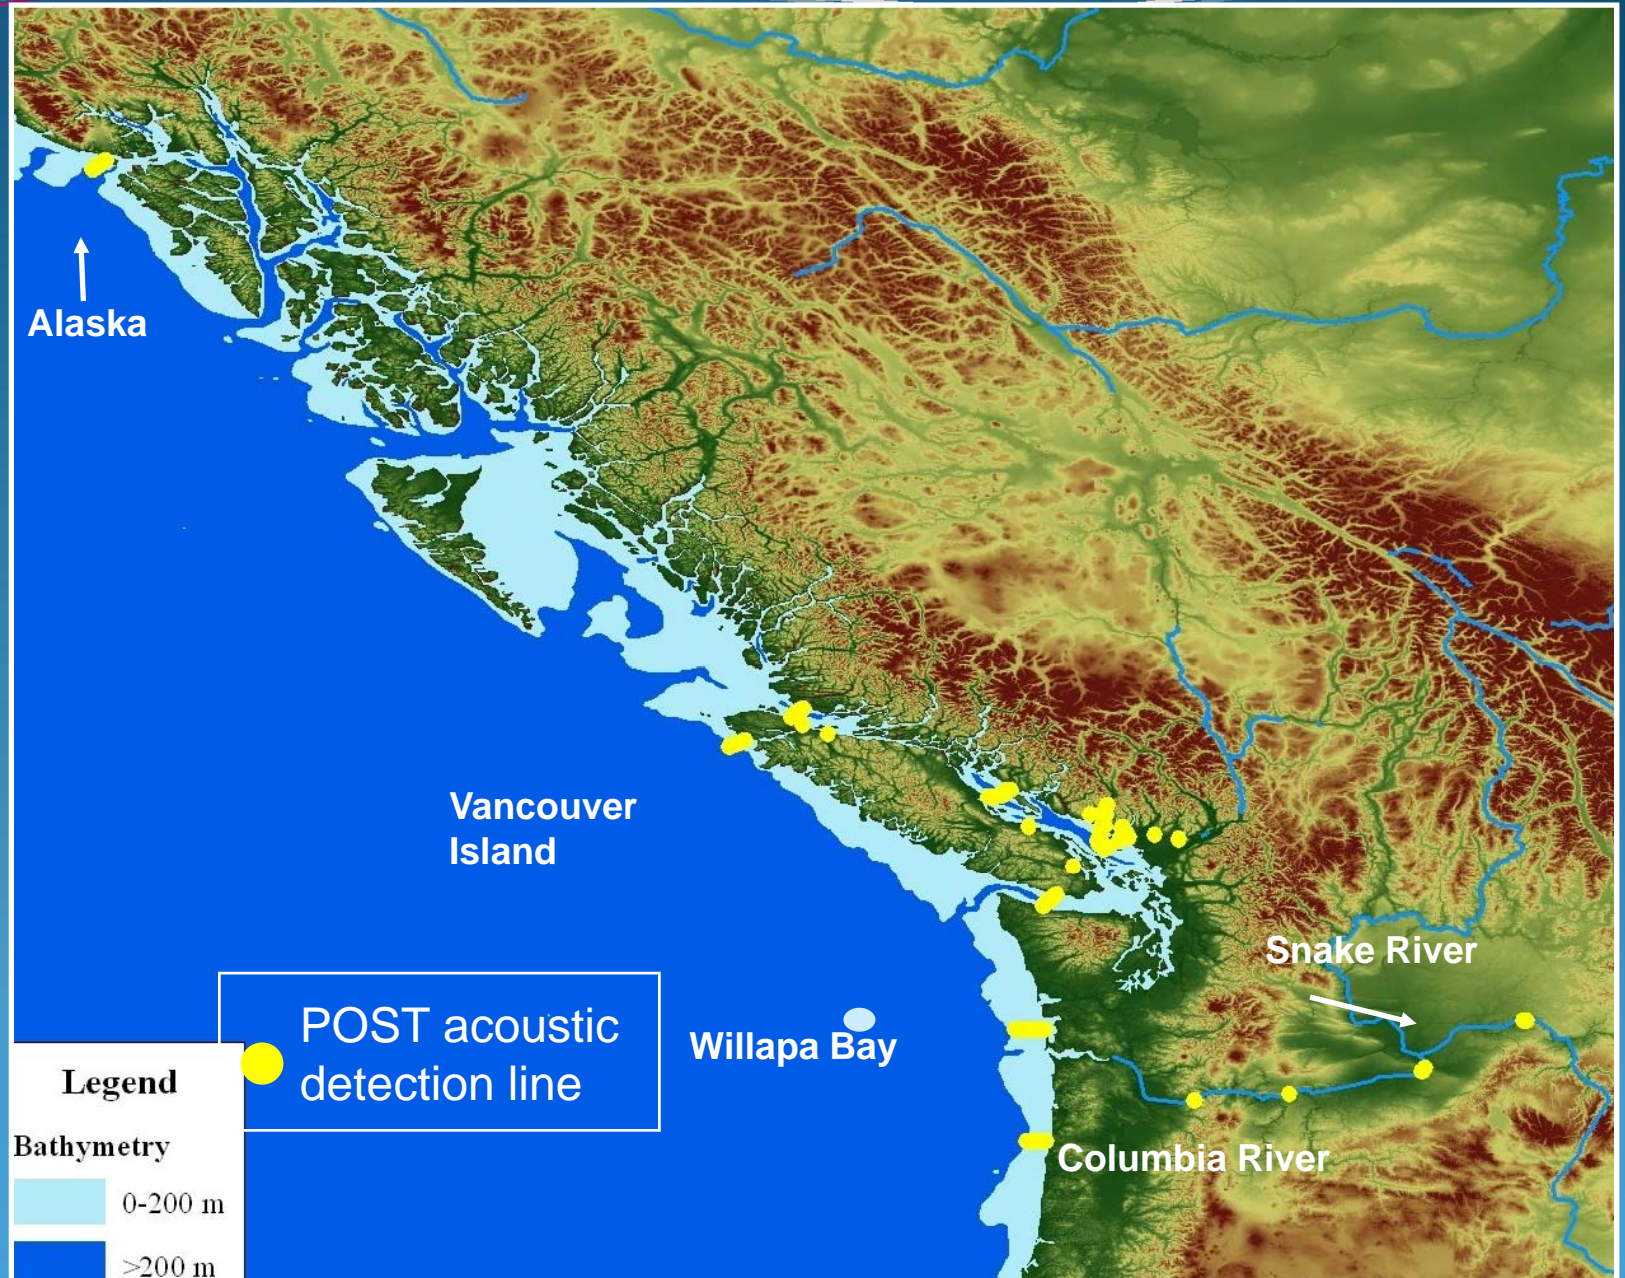 Alaska
Vancouver
Island
Snake River
Willapa Bay
POST acoustic
detection line
Columbia River
Legend
Bathymetry
0-200 m
>200 m